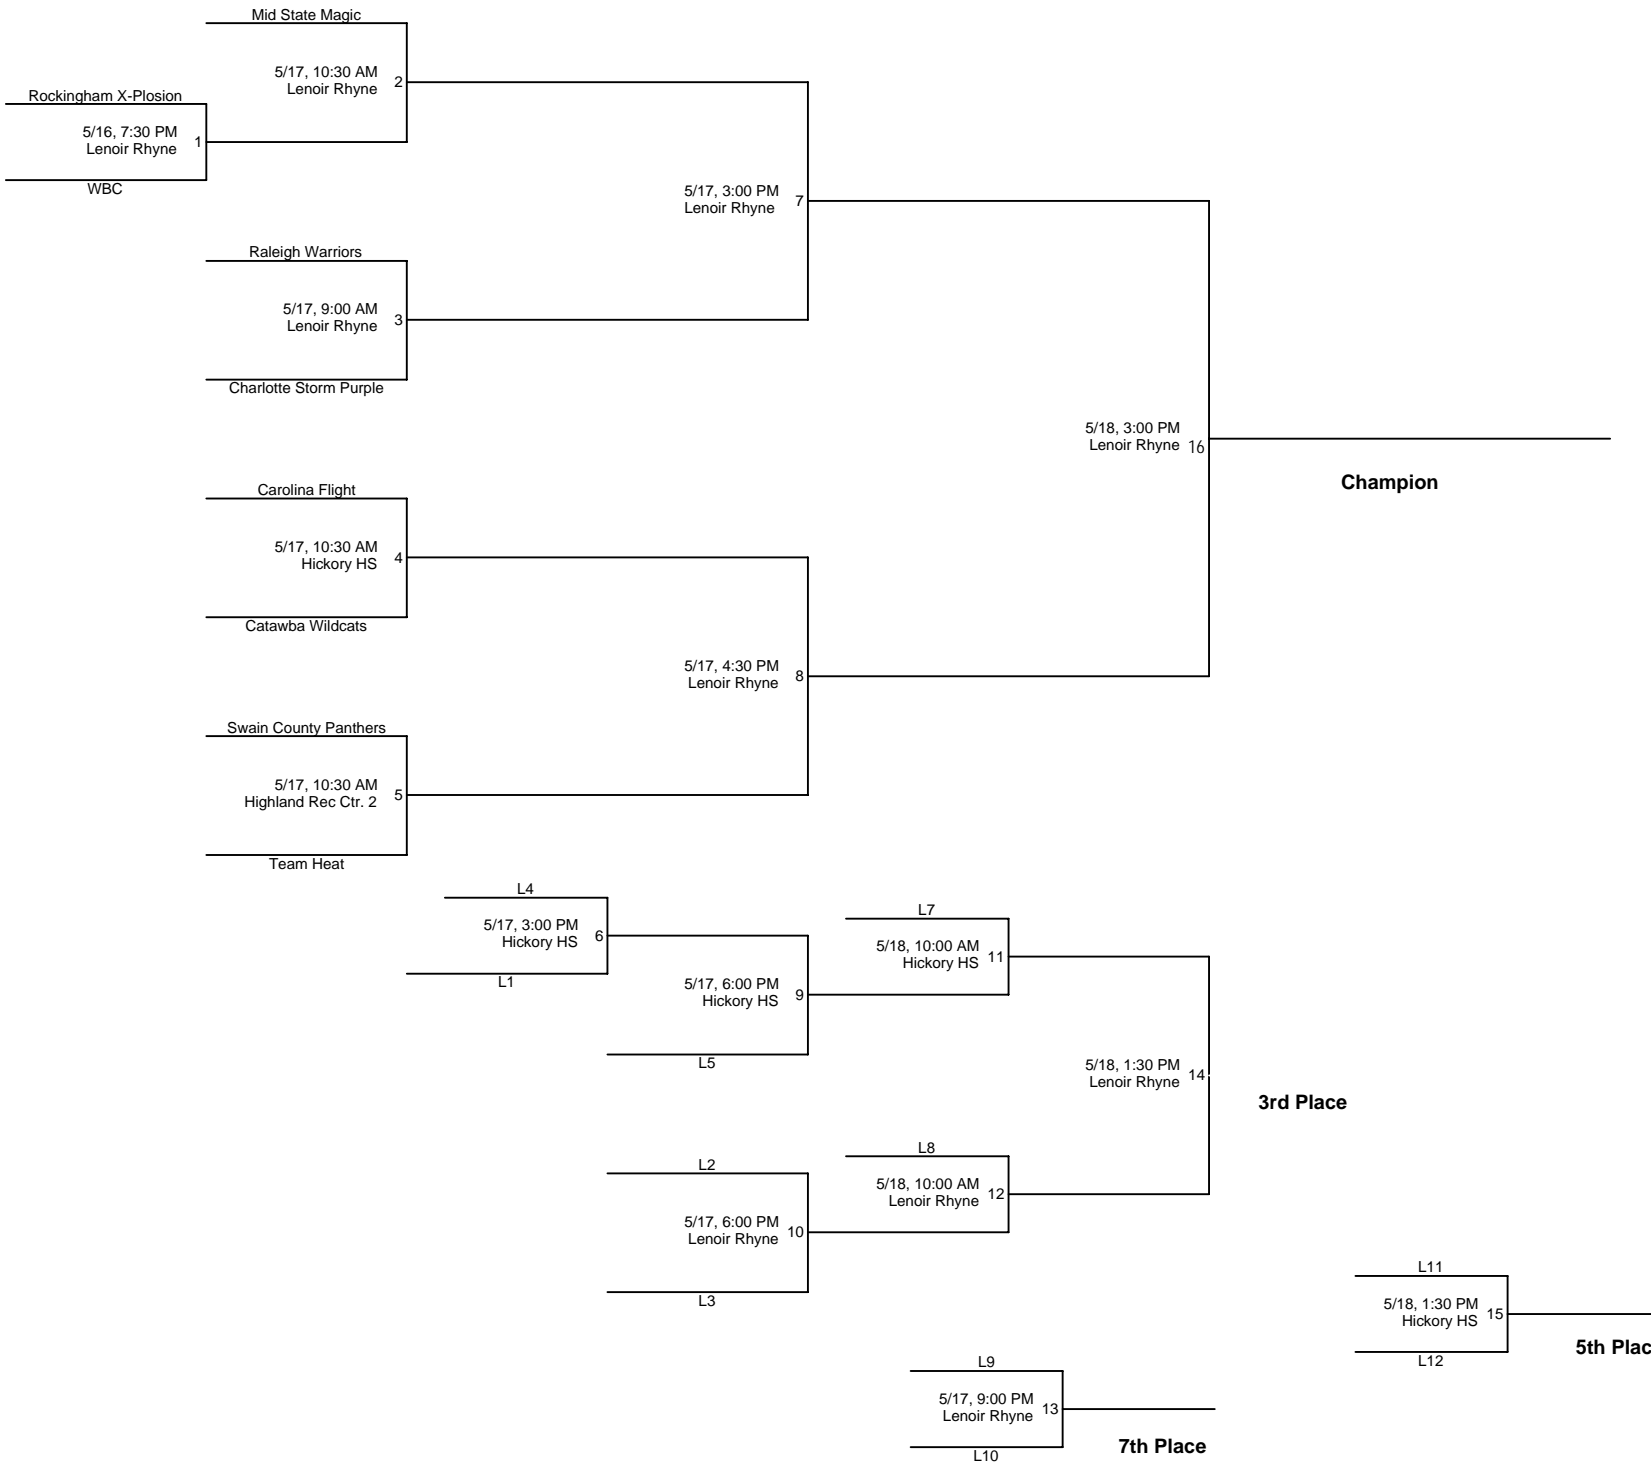 Mid State Magic
5/17, 10:30 AM
Lenoir Rhyne
2
Rockingham X-Plosion
5/16, 7:30 PM
Lenoir Rhyne
1
WBC
5/17, 3:00 PM
Lenoir Rhyne
7
Raleigh Warriors
5/17, 9:00 AM
Lenoir Rhyne
3
Charlotte Storm Purple
5/18, 3:00 PM
Lenoir Rhyne
16
Champion
Carolina Flight
5/17, 10:30 AM
Hickory HS
4
Catawba Wildcats
5/17, 4:30 PM
Lenoir Rhyne
8
Swain County Panthers
5/17, 10:30 AM
Highland Rec Ctr. 2
5
Team Heat
L4
5/17, 3:00 PM
Hickory HS
6
L1
L7
5/18, 10:00 AM
Hickory HS
11
5/17, 6:00 PM
Hickory HS
9
L5
5/18, 1:30 PM
Lenoir Rhyne
14
3rd Place
L8
5/18, 10:00 AM
Lenoir Rhyne
12
L2
5/17, 6:00 PM
Lenoir Rhyne
10
L3
L11
5/18, 1:30 PM
Hickory HS
15
L12
5th Plac
L9
5/17, 9:00 PM
Lenoir Rhyne
13
L10
7th Place